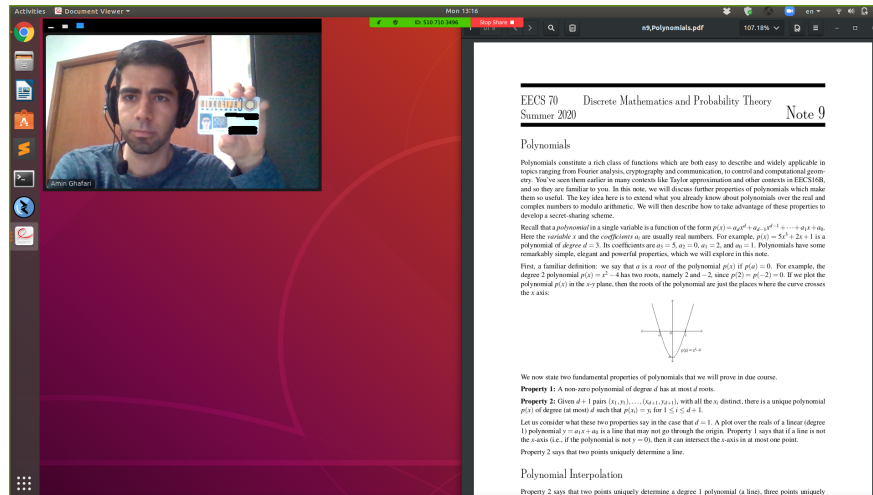 Activities
Document Viewer
Mon 13:16
en
ID: 510 710 3496
Stop Share
n9,Polynomials.pdf
107.18%
Amin Ghafari
EECS 70 Discrete Mathematics and Probability Theory
Summer 2020 Note 9
Polynomials
Polynomials constitute a rich class of functions which are both easy to describe and widely applicable in
topics ranging from Fourier analysis, cryptography and communication, to control and computational geom-
etry. You've seen them earlier in many contexts like Taylor approximation and other contexts in EECS16B,
and so they are familiar to you. In this note, we will discuss further properties of polynomials which make
them so useful. The key idea here is to extend what you already know about polynomials over the real and
complex numbers to modulo arithmetic. We will then describe how to take advantage of these properties to
develop a secret-sharing scheme.
Recall that a polynomial in a single variable is a function of the form p(x) = a_d x^d + a_{d−1} x^{d−1} + ··· + a_1 x + a_0.
Here the variable x and the coefficients a_i are usually real numbers. For example, p(x) = 5x^3 + 2x + 1 is a
polynomial of degree d = 3. Its coefficients are a_3 = 5, a_2 = 0, a_1 = 2, and a_0 = 1. Polynomials have some
remarkably simple, elegant and powerful properties, which we will explore in this note.
First, a familiar definition: we say that a is a root of the polynomial p(x) if p(a) = 0. For example, the
degree 2 polynomial p(x) = x^2 − 4 has two roots, namely 2 and −2, since p(2) = p(−2) = 0. If we plot the
polynomial p(x) in the x-y plane, then the roots of the polynomial are just the places where the curve crosses
the x axis:
We now state two fundamental properties of polynomials that we will prove in due course.
Property 1: A non-zero polynomial of degree d has at most d roots.
Property 2: Given d + 1 pairs (x_1, y_1), ..., (x_{d+1}, y_{d+1}), with all the x_i distinct, there is a unique polynomial
p(x) of degree (at most) d such that p(x_i) = y_i for 1 ≤ i ≤ d + 1.
Let us consider what these two properties say in the case that d = 1. A plot over the reals of a linear (degree
1) polynomial y = a_1 x + a_0 is a line that may not go through the origin. Property 1 says that if a line is not
the x-axis (i.e., if the polynomial is not y = 0), then it can intersect the x-axis in at most one point.
Property 2 says that two points uniquely determine a line.
Polynomial Interpolation
Property 2 says that two points uniquely determine a degree 1 polynomial (a line), three points uniquely